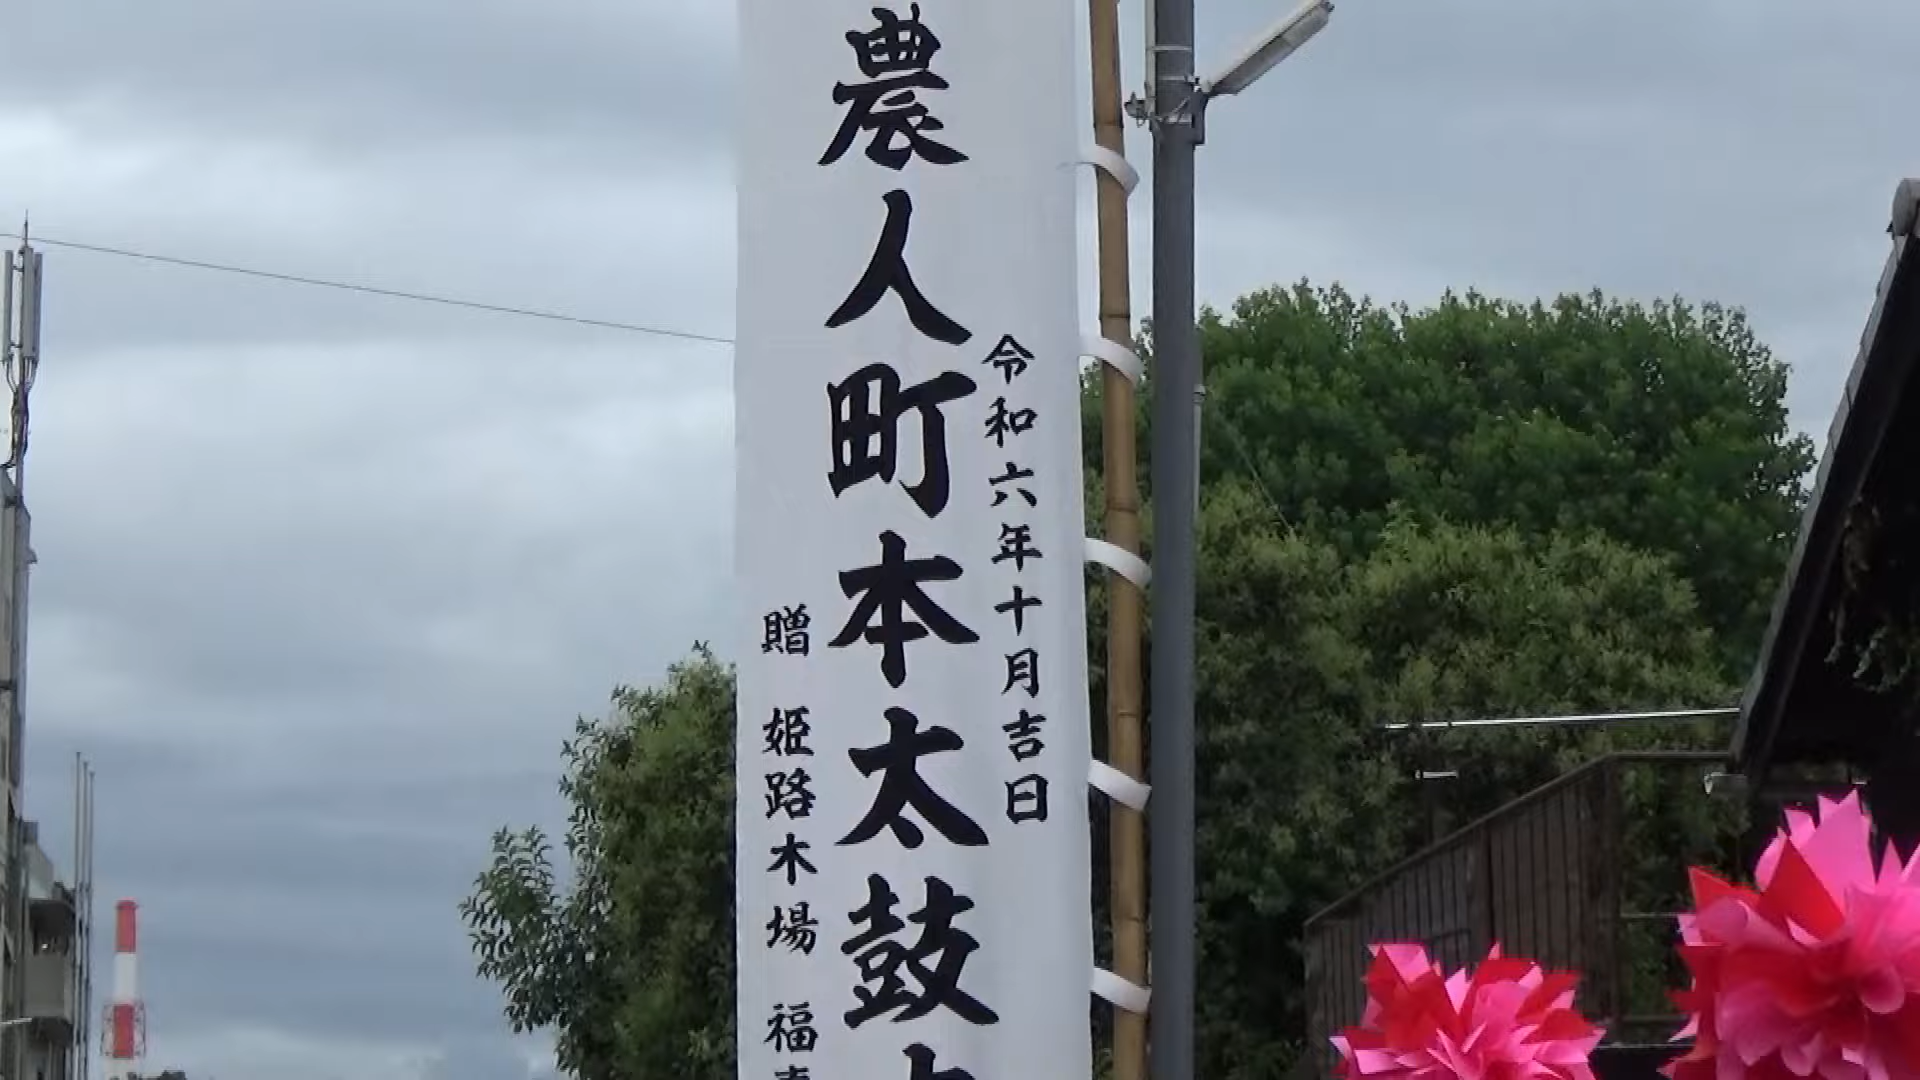 令和六年十月吉日
農人町本太鼓
贈 姫路木場 福